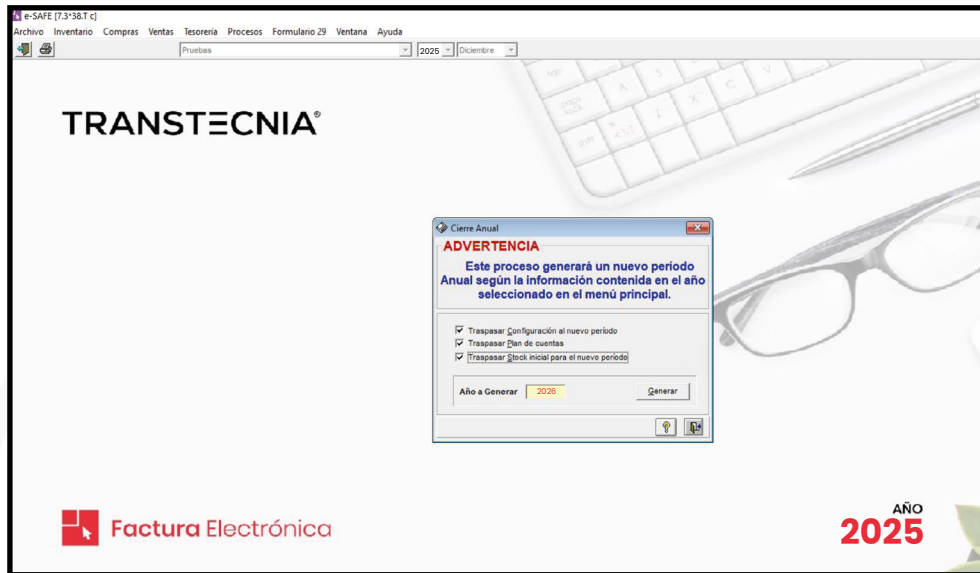 e-SAFE [7.3*38.T c]
Archivo Inventario Compras Ventas Tesorería Procesos Formulario 29 Ventana Ayuda
Pruebas 2025 Diciembre
TRANSTECNIA®
Cierre Anual
ADVERTENCIA
Este proceso generará un nuevo período
Anual según la información contenida en el año
seleccionado en el menú principal.
Traspasar Configuración al nuevo período
Traspasar Plan de cuentas
Traspasar Stock inicial para el nuevo periodo
Año a Generar 2026 Generar
Factura Electrónica
AÑO
2025